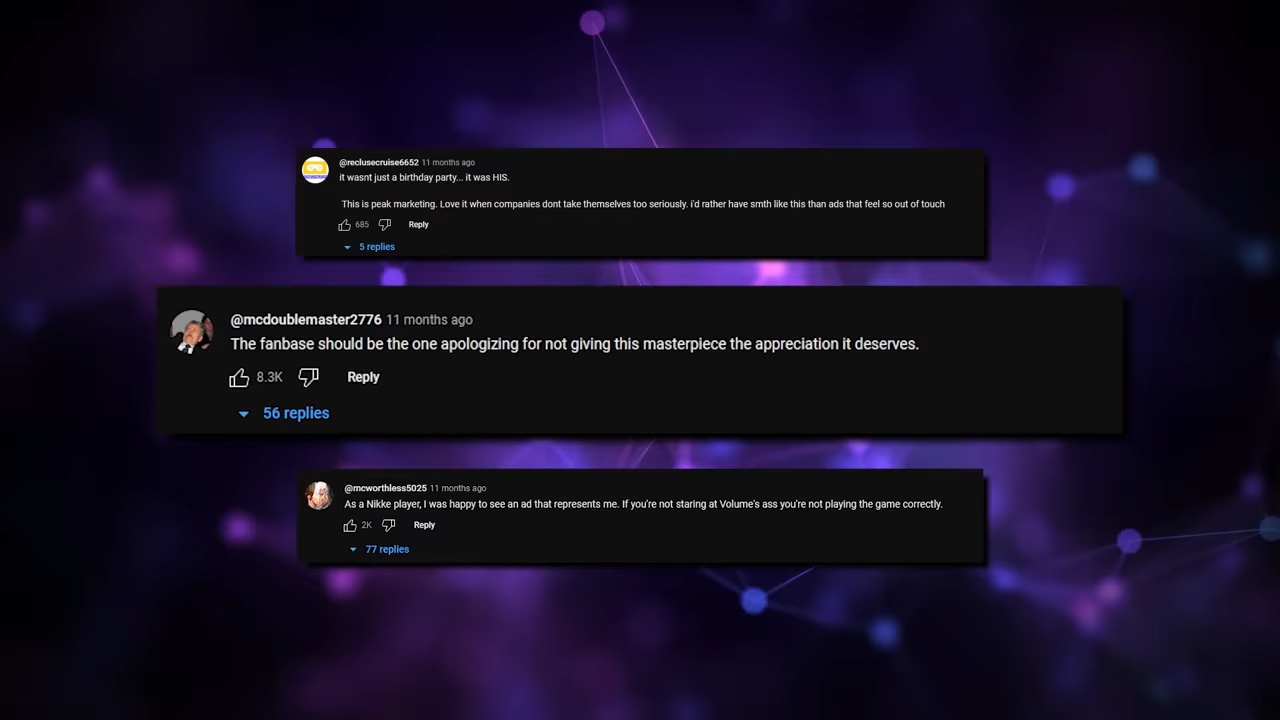 @reclusecruise6652 11 months ago
it wasnt just a birthday party... it was HIS.
This is peak marketing. Love it when companies dont take themselves too seriously. i'd rather have smth like this than ads that feel so out of touch
685 Reply
5 replies
@mcdoublemaster2776 11 months ago
The fanbase should be the one apologizing for not giving this masterpiece the appreciation it deserves.
8.3K Reply
56 replies
@mcworthless5025 11 months ago
As a Nikke player, I was happy to see an ad that represents me. If you're not staring at Volume's ass you're not playing the game correctly.
2K Reply
77 replies